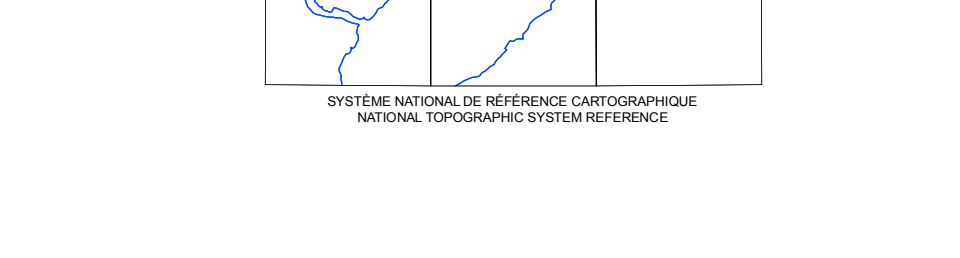 SYSTÈME NATIONAL DE RÉFÉRENCE CARTOGRAPHIQUE
NATIONAL TOPOGRAPHIC SYSTEM REFERENCE